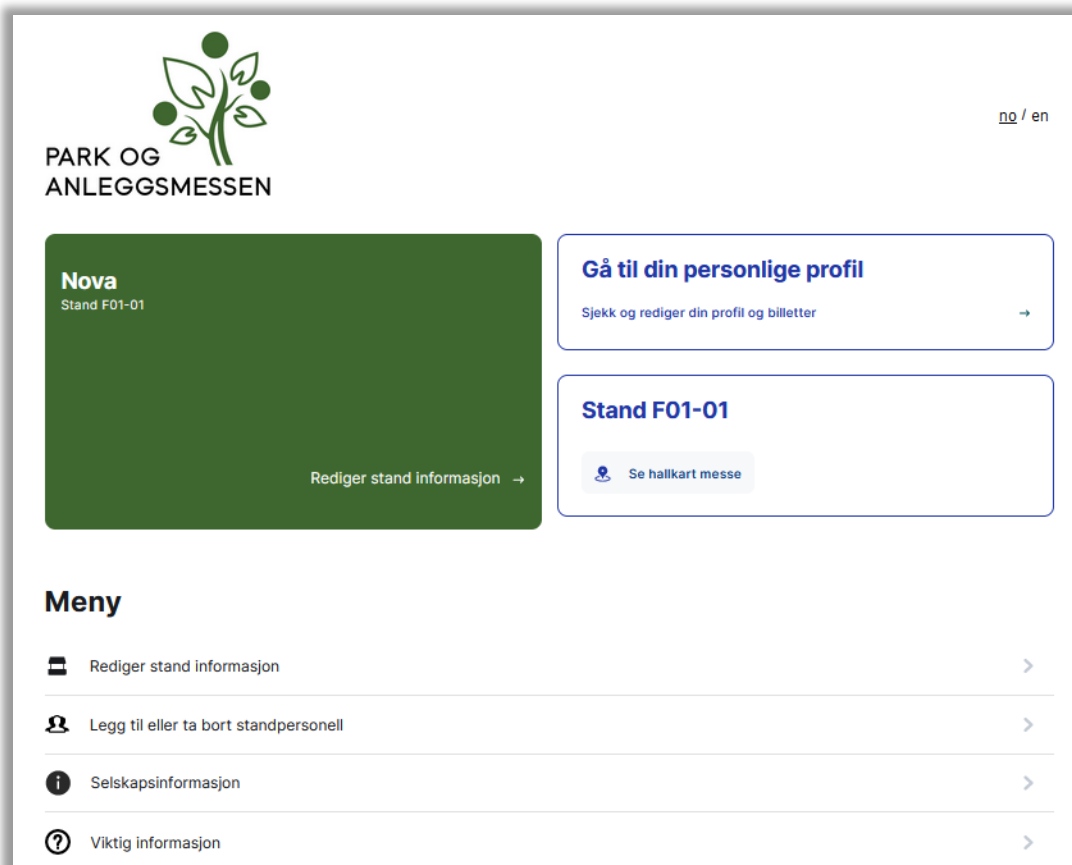 PARK OG
ANLEGGSMESSEN
no / en
Nova
Stand F01-01
Rediger stand informasjon →
Gå til din personlige profil
Sjekk og rediger din profil og billetter →
Stand F01-01
Se hallkart messe
Meny
Rediger stand informasjon
Legg til eller ta bort standpersonell
Selskapsinformasjon
Viktig informasjon